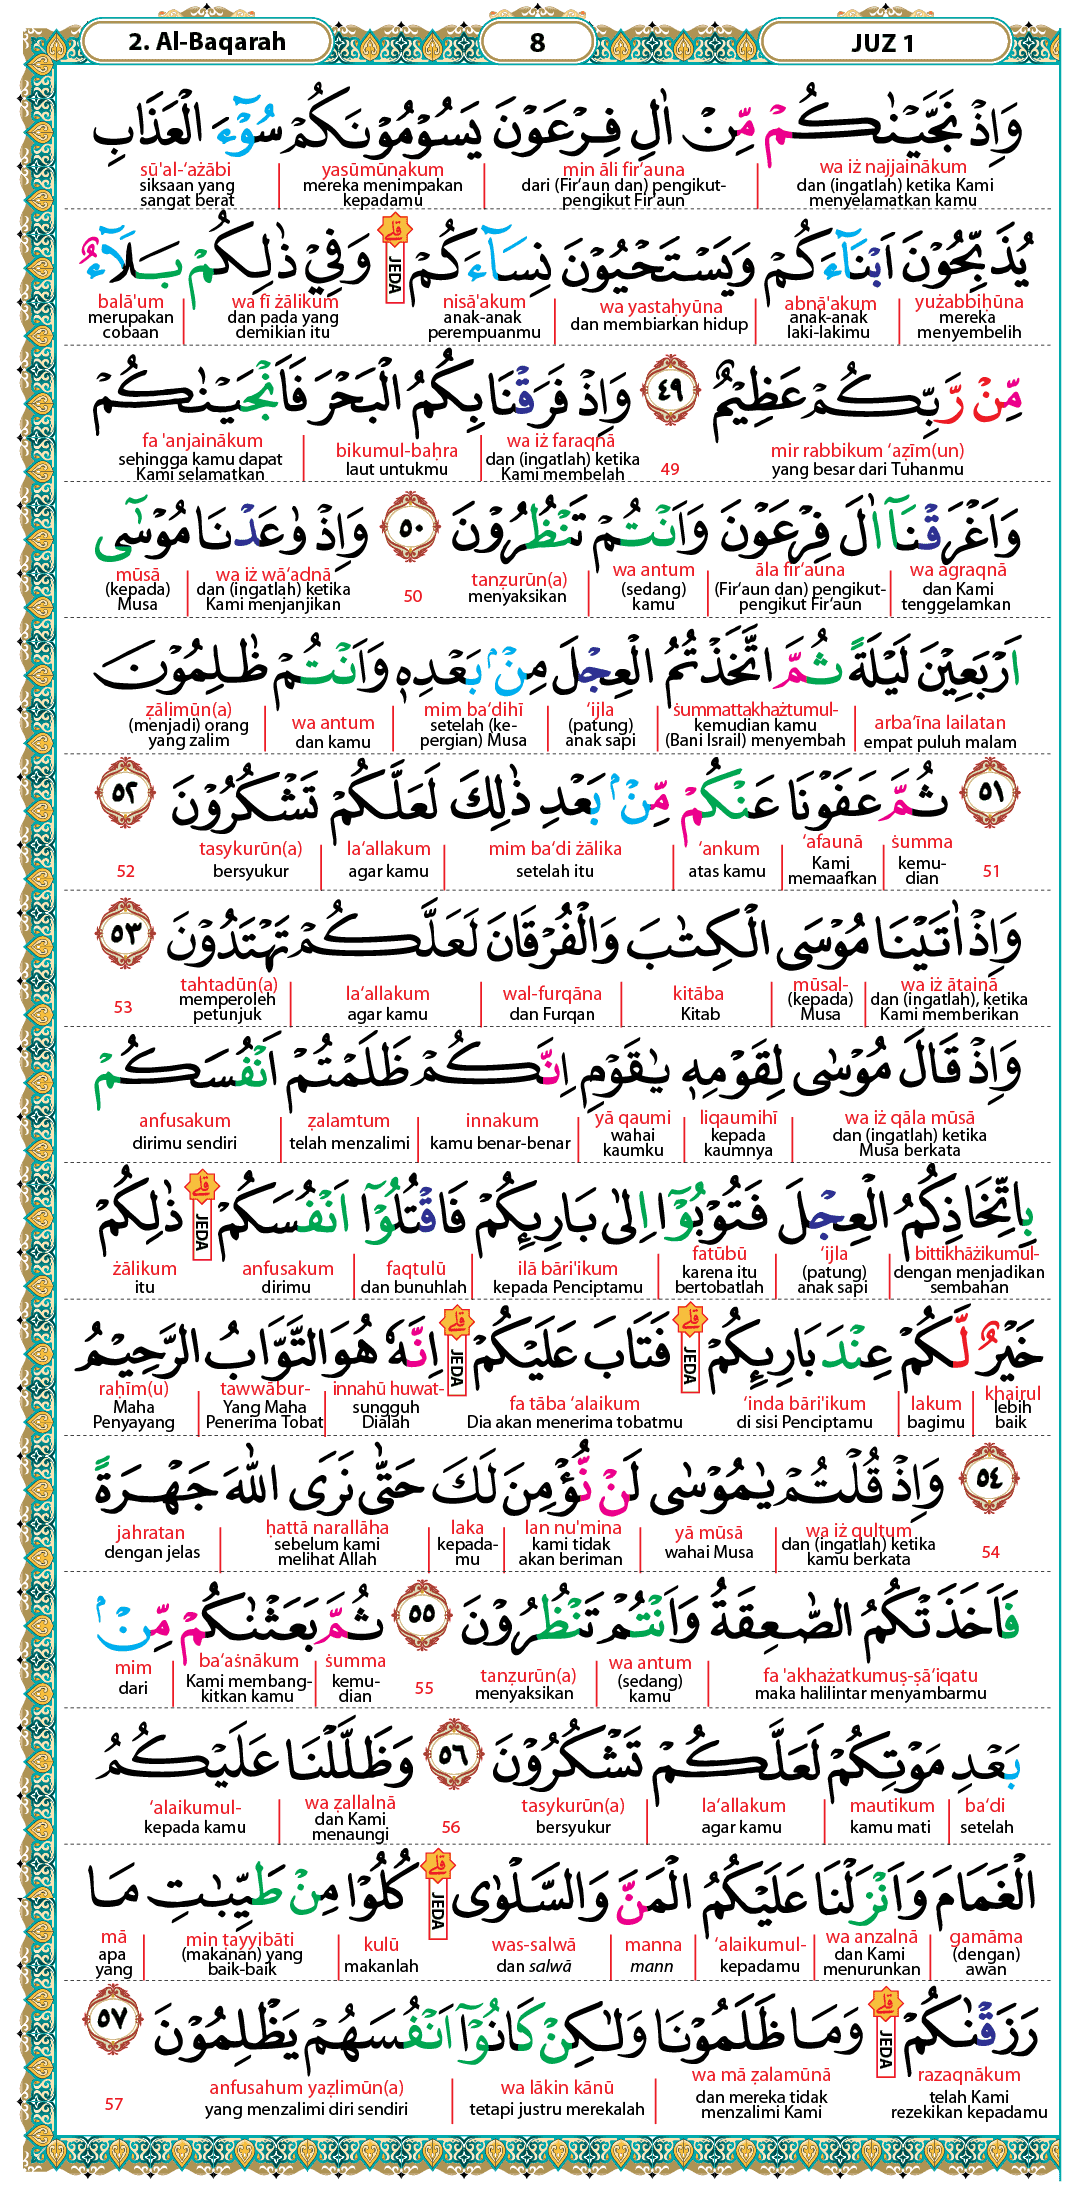 2. Al-Baqarah 8 JUZ 1
وَاِذْ نَجَّيْنٰكُمْ مِّنْ اٰلِ فِرْعَوْنَ يَسُوْمُوْنَكُمْ سُوْۤءَ الْعَذَابِ
wa iż najjainākum min āli fir‘auna yasūmūnakum sū'al-‘ażābi
dan (ingatlah) ketika Kami dari (Fir‘aun dan) pengikut- mereka menimpakan siksaan yang
menyelamatkan kamu pengikut Fir‘aun kepadamu sangat berat
يُذَبِّحُوْنَ اَبْنَاۤءَكُمْ وَيَسْتَحْيُوْنَ نِسَاۤءَكُمْ ۗ وَفِيْ ذٰلِكُمْ بَلَاۤءٌ
JEDA
yużabbiḥūna abnā'akum wa yastaḥyūna nisā'akum wa fī żālikum balā'um
mereka anak-anak dan membiarkan hidup anak-anak dan pada yang merupakan
menyembelih laki-lakimu perempuanmu demikian itu cobaan
مِّنْ رَّبِّكُمْ عَظِيْمٌ ٤٩ وَاِذْ فَرَقْنَا بِكُمُ الْبَحْرَ فَاَنْجَيْنٰكُمْ
mir rabbikum ‘aẓīm(un) 49 wa iż faraqnā bikumul-baḥra fa 'anjainākum
yang besar dari Tuhanmu dan (ingatlah) ketika laut untukmu sehingga kamu dapat
Kami membelah Kami selamatkan
وَاَغْرَقْنَآ اٰلَ فِرْعَوْنَ وَاَنْتُمْ تَنْظُرُوْنَ ٥٠ وَاِذْ وٰعَدْنَا مُوْسٰٓى
wa agraqnā āla fir‘auna wa antum tanẓurūn(a) 50 wa iż wā‘adnā mūsā
dan Kami (Fir‘aun dan) pengikut- (sedang) menyaksikan dan (ingatlah) ketika (kepada)
tenggelamkan pengikut Fir‘aun kamu Kami menjanjikan Musa
اَرْبَعِيْنَ لَيْلَةً ثُمَّ اتَّخَذْتُمُ الْعِجْلَ مِنْۢ بَعْدِهٖ وَاَنْتُمْ ظٰلِمُوْنَ
arba‘īna lailatan ṡummattakhażtumul- ‘ijla mim ba‘dihī wa antum ẓālimūn(a)
empat puluh malam kemudian kamu (patung) setelah (ke- dan kamu (menjadi) orang
(Bani Israil) menyembah anak sapi pergian) Musa yang zalim
٥١ ثُمَّ عَفَوْنَا عَنْكُمْ مِّنْۢ بَعْدِ ذٰلِكَ لَعَلَّكُمْ تَشْكُرُوْنَ ٥٢
51 ṡumma ‘afaunā ‘ankum mim ba‘di żālika la‘allakum tasykurūn(a) 52
kemu- Kami atas kamu setelah itu agar kamu bersyukur
dian memaafkan
وَاِذْ اٰتَيْنَا مُوْسَى الْكِتٰبَ وَالْفُرْقَانَ لَعَلَّكُمْ تَهْتَدُوْنَ ٥٣
wa iż ātainā mūsal- kitāba wal-furqāna la‘allakum tahtadūn(a) 53
dan (ingatlah), ketika (kepada) Kitab dan Furqan agar kamu memperoleh
Kami memberikan Musa petunjuk
وَاِذْ قَالَ مُوْسٰى لِقَوْمِهٖ يٰقَوْمِ اِنَّكُمْ ظَلَمْتُمْ اَنْفُسَكُمْ
wa iż qāla mūsā liqaumihī yā qaumi innakum ẓalamtum anfusakum
dan (ingatlah) ketika kepada wahai kamu benar-benar telah menzalimi dirimu sendiri
Musa berkata kaumnya kaumku
بِاتِّخَاذِكُمُ الْعِجْلَ فَتُوْبُوْٓا اِلٰى بَارِىِٕكُمْ فَاقْتُلُوْٓا اَنْفُسَكُمْ ۗ ذٰلِكُمْ
JEDA
bittikhāżikumul- ‘ijla fatūbū ilā bāri'ikum faqtulū anfusakum żālikum
dengan menjadikan (patung) karena itu kepada Penciptamu dan bunuhlah dirimu itu
sembahan anak sapi bertobatlah
خَيْرٌ لَّكُمْ عِنْدَ بَارِىِٕكُمْ ۗ فَتَابَ عَلَيْكُمْ ۗ اِنَّهٗ هُوَ التَّوَّابُ الرَّحِيْمُ
JEDA JEDA
khairul lakum ‘inda bāri'ikum fa tāba ‘alaikum innahū huwat- tawwābur- raḥīm(u)
lebih bagimu di sisi Penciptamu Dia akan menerima tobatmu sungguh Yang Maha Maha
baik Dialah Penerima Tobat Penyayang
٥٤ وَاِذْ قُلْتُمْ يٰمُوْسٰى لَنْ نُّؤْمِنَ لَكَ حَتّٰى نَرَى اللّٰهَ جَهْرَةً
54 wa iż qultum yā mūsā lan nu'mina laka ḥattā narallāha jahratan
dan (ingatlah) ketika wahai Musa kami tidak kepada- sebelum kami dengan jelas
kamu berkata akan beriman mu melihat Allah
فَاَخَذَتْكُمُ الصّٰعِقَةُ وَاَنْتُمْ تَنْظُرُوْنَ ٥٥ ثُمَّ بَعَثْنٰكُمْ مِّنْۢ
fa 'akhażatkumuṣ-ṣā‘iqatu wa antum tanẓurūn(a) 55 ṡumma ba‘aṡnākum mim
maka halilintar menyambarmu (sedang) menyaksikan kemu- Kami membang- dari
kamu dian kitkan kamu
بَعْدِ مَوْتِكُمْ لَعَلَّكُمْ تَشْكُرُوْنَ ٥٦ وَظَلَّلْنَا عَلَيْكُمُ
ba‘di mautikum la‘allakum tasykurūn(a) 56 wa ẓallalnā ‘alaikumul-
setelah kamu mati agar kamu bersyukur dan Kami kepada kamu
menaungi
الْغَمَامَ وَاَنْزَلْنَا عَلَيْكُمُ الْمَنَّ وَالسَّلْوٰى ۗ كُلُوْا مِنْ طَيِّبٰتِ مَا
JEDA
gamāma wa anzalnā ‘alaikumul- manna was-salwā kulū min tayyibāti mā
(dengan) dan Kami kepadamu mann dan salwā makanlah (makanan) yang apa
awan menurunkan baik-baik yang
رَزَقْنٰكُمْ ۗ وَمَا ظَلَمُوْنَا وَلٰكِنْ كَانُوْٓا اَنْفُسَهُمْ يَظْلِمُوْنَ ٥٧
JEDA
razaqnākum wa mā ẓalamūnā wa lākin kānū anfusahum yaẓlimūn(a) 57
telah Kami dan mereka tidak tetapi justru merekalah yang menzalimi diri sendiri
rezekikan kepadamu menzalimi Kami